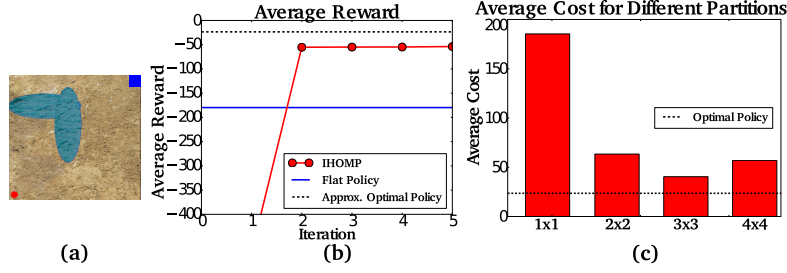 Average Reward
Average Reward
0
−50
−100
−150
−200
−250
−300
−350
−400
0 1 2 3 4 5
Iteration
IHOMP
Flat Policy
Approx. Optimal Policy
Average Cost for Different Partitions
Average Cost
200
150
100
50
0
Optimal Policy
1x1 2x2 3x3 4x4
(a) (b) (c)